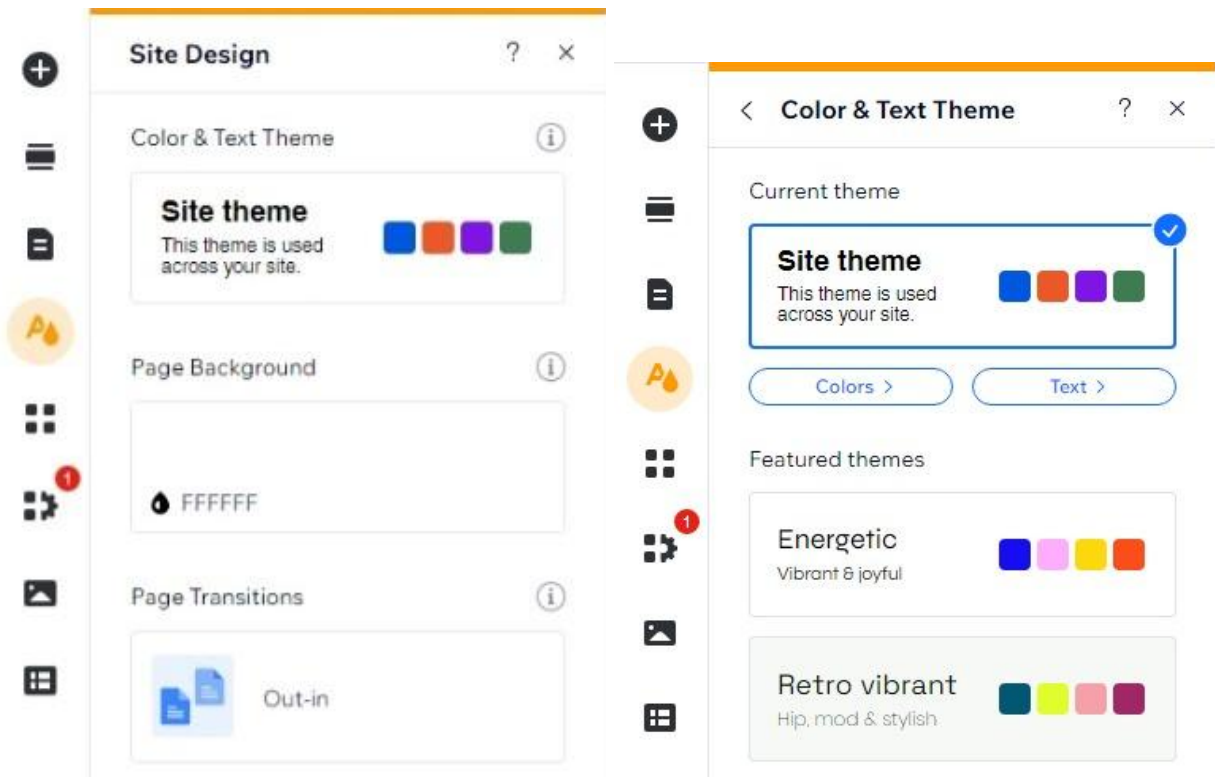 Site Design ? ×
Color & Text Theme i
Site theme
This theme is used
across your site.
Page Background i
FFFFFF
1
Page Transitions i
Out-in
< Color & Text Theme ? ×
Current theme
Site theme
This theme is used
across your site.
Colors > Text >
Featured themes
Energetic
Vibrant & joyful
1
Retro vibrant
Hip, mod & stylish